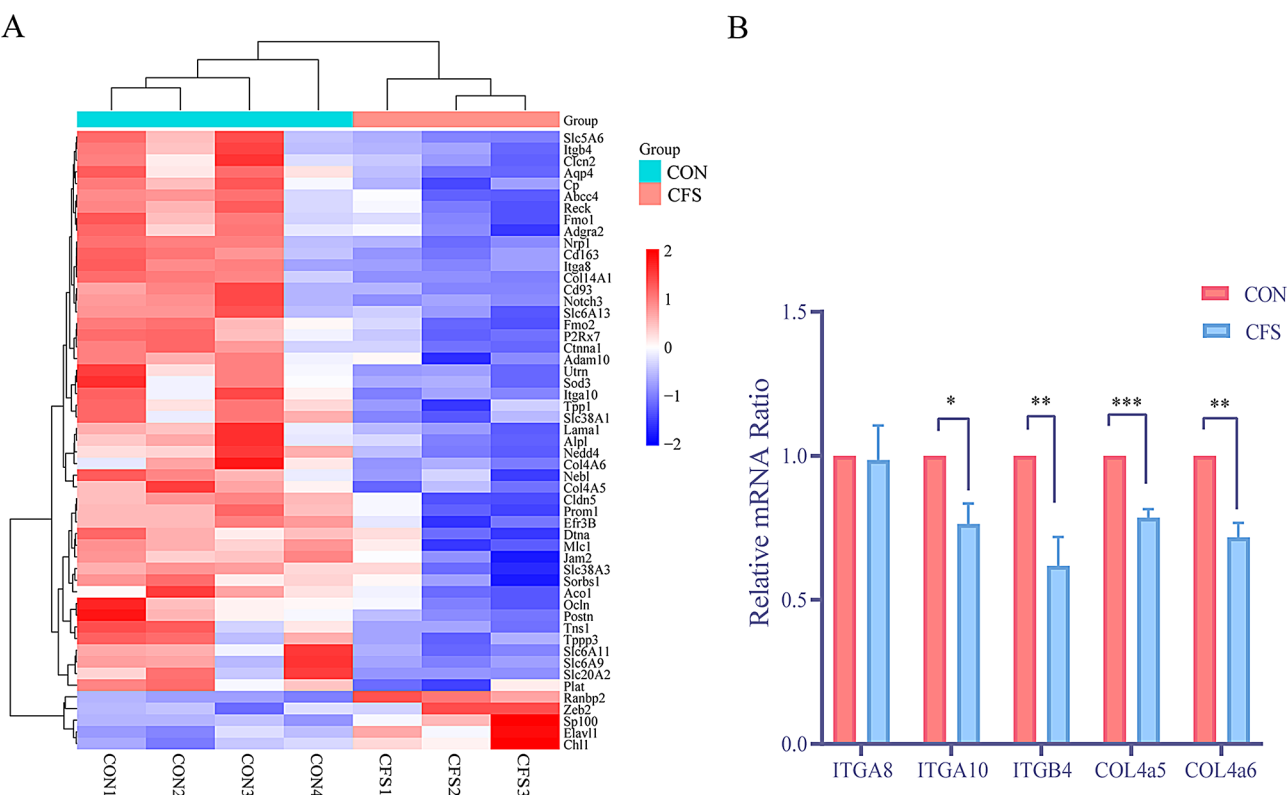 A
B
Group
Slc5A6
Itgb4
Clcn2
Aqp4
Cp
Abcc4
Reck
Fmo1
Adgra2
Nrp1
Cd163
Itga8
Col14A1
Cd93
Notch3
Slc6A13
Fmo2
P2Rx7
Ctnna1
Adam10
Utrn
Sod3
Itga10
Tpp1
Slc38A1
Lama1
Alpl
Nedd4
Col4A6
Nebl
Col4A5
Cldn5
Prom1
Efr3B
Dtna
Mlc1
Jam2
Slc38A3
Sorbs1
Aco1
Ocln
Postn
Tns1
Tppp3
Slc6A11
Slc6A9
Slc20A2
Plat
Ranbp2
Zeb2
Sp100
Elavl1
Chl1
CON1
CON2
CON3
CON4
CFS1
CFS2
CFS3
Group
CON
CFS
2
1
0
−1
−2
CON
CFS
Relative mRNA Ratio
1.5
1.0
0.5
0.0
*
**
***
**
ITGA8
ITGA10
ITGB4
COL4a5
COL4a6